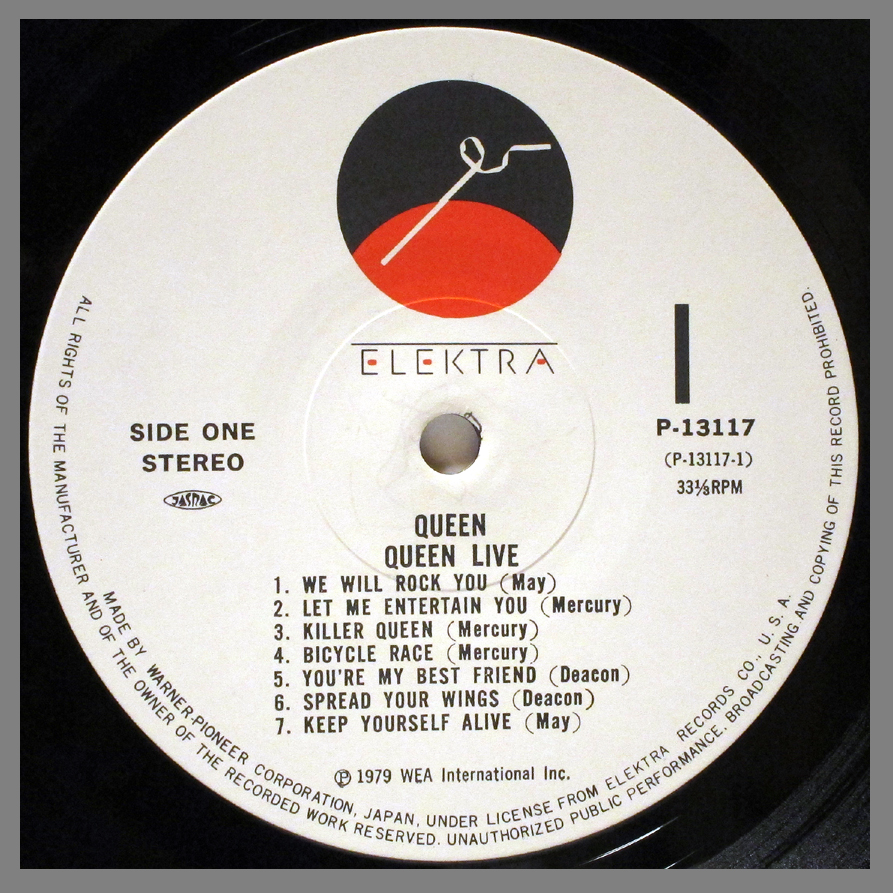 ELEKTRA
SIDE ONE
STEREO
JASRAC
P-13117
(P-13117-1)
33⅓RPM
QUEEN
QUEEN LIVE
1. WE WILL ROCK YOU (May)
2. LET ME ENTERTAIN YOU (Mercury)
3. KILLER QUEEN (Mercury)
4. BICYCLE RACE (Mercury)
5. YOU'RE MY BEST FRIEND (Deacon)
6. SPREAD YOUR WINGS (Deacon)
7. KEEP YOURSELF ALIVE (May)
℗ 1979 WEA International Inc.
MADE BY WARNER-PIONEER CORPORATION, JAPAN, UNDER LICENSE FROM ELEKTRA RECORDS CO., U. S. A.
ALL RIGHTS OF THE MANUFACTURER AND OF THE OWNER OF THE RECORDED WORK RESERVED. UNAUTHORIZED PUBLIC PERFORMANCE. BROADCASTING AND COPYING OF THIS RECORD PROHIBITED.